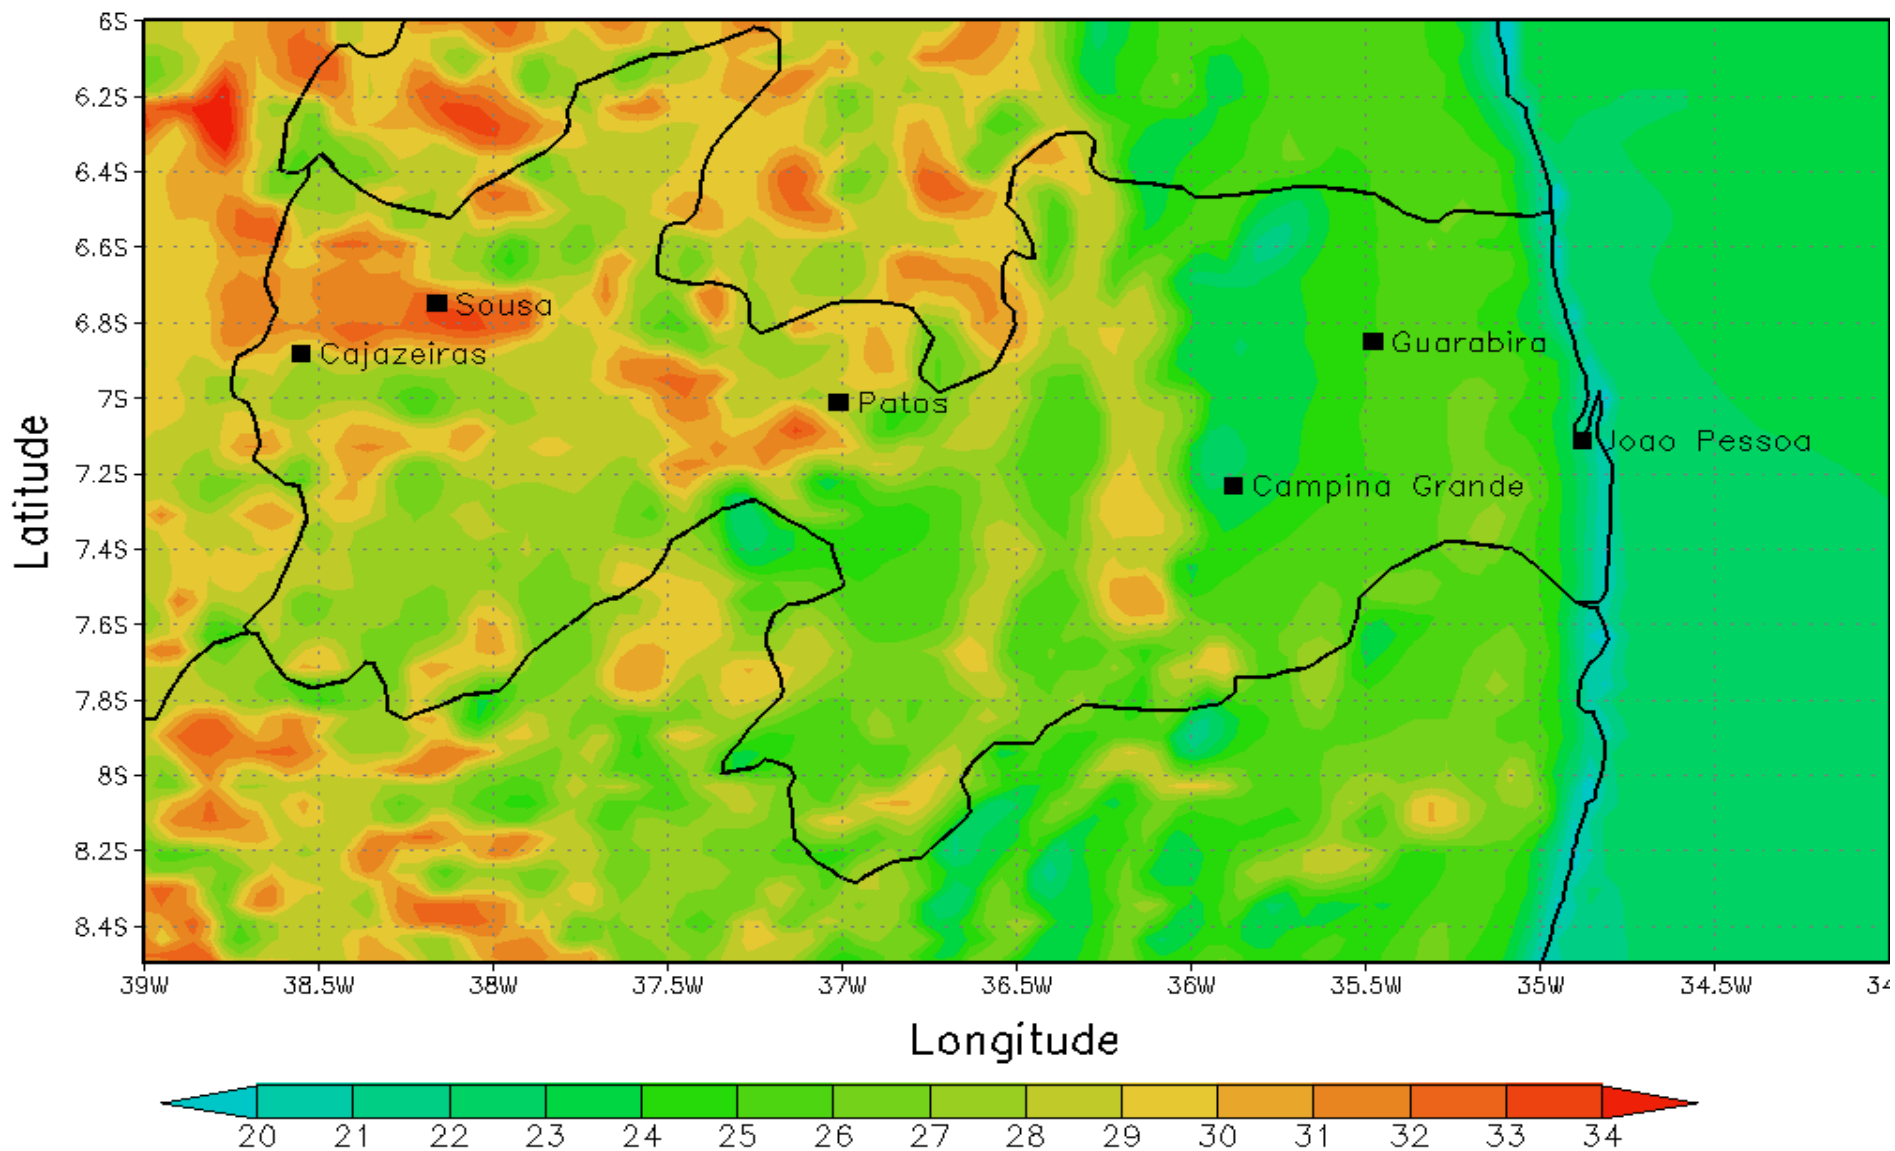 6S
6.2S
6.4S
6.6S
6.8S
7S
7.2S
7.4S
7.6S
7.8S
8S
8.2S
8.4S
Latitude
Sousa
Cajazeiras
Guarabira
Patos
Joao Pessoa
Campina Grande
39W 38.5W 38W 37.5W 37W 36.5W 36W 35.5W 35W 34.5W 34
Longitude
20 21 22 23 24 25 26 27 28 29 30 31 32 33 34